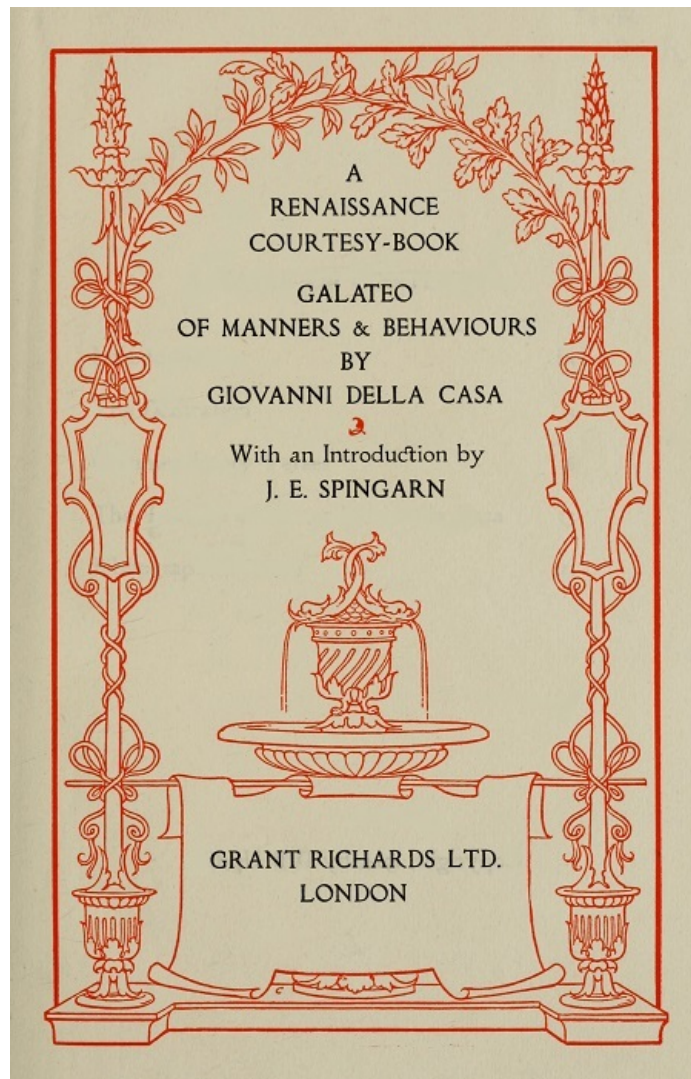 A
RENAISSANCE
COURTESY-BOOK
GALATEO
OF MANNERS & BEHAVIOURS
BY
GIOVANNI DELLA CASA
With an Introduction by
J. E. SPINGARN
GRANT RICHARDS LTD.
LONDON
C